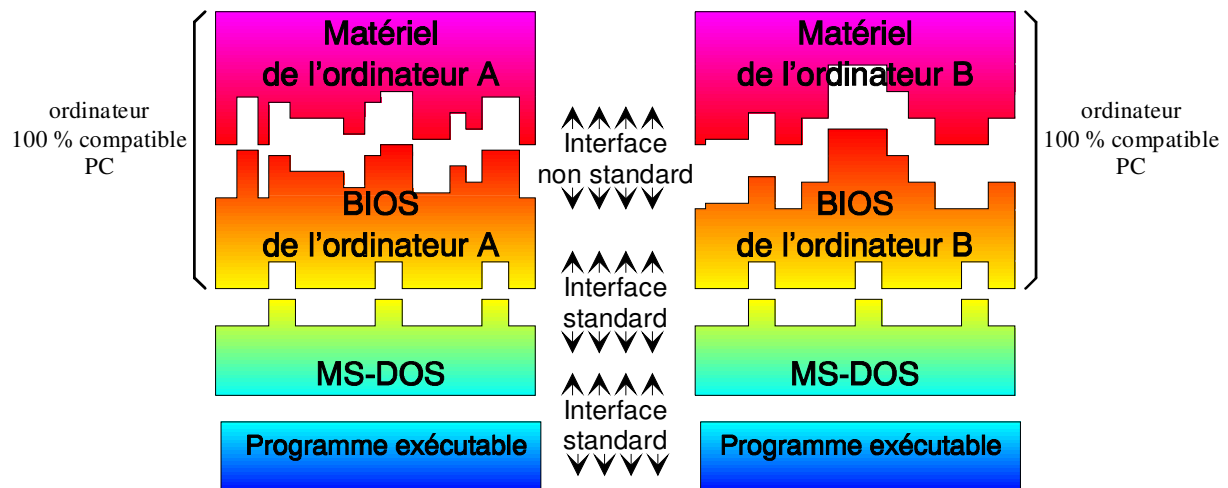 ordinateur
100 % compatible
PC
Matériel
de l'ordinateur A
BIOS
de l'ordinateur A
MS-DOS
Programme exécutable
Interface
non standard
Interface
standard
Interface
standard
Matériel
de l'ordinateur B
BIOS
de l'ordinateur B
MS-DOS
Programme exécutable
ordinateur
100 % compatible
PC